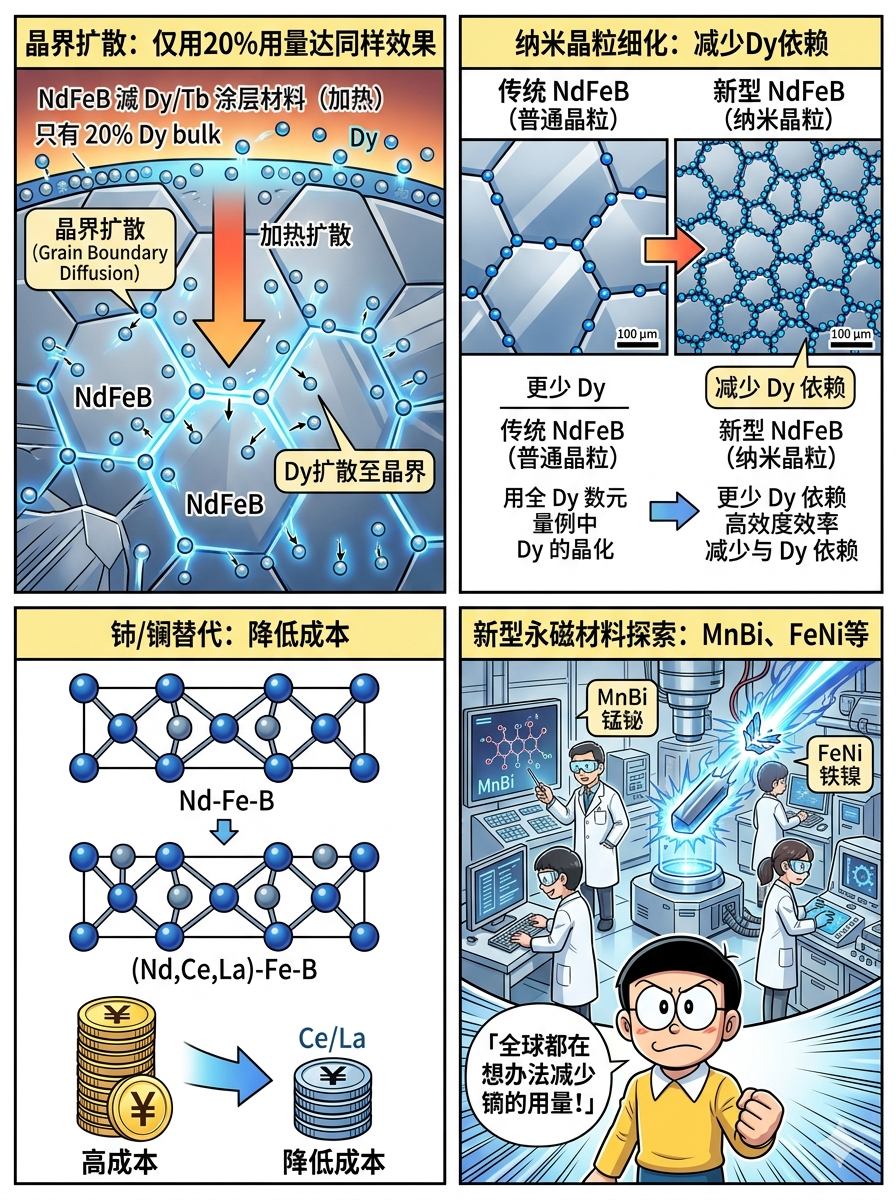 晶界扩散：仅用20%用量达同样效果
NdFeB 滅 Dy/Tb 涂层材料（加热）
只有 20% Dy bulk
Dy
晶界扩散
(Grain Boundary
Diffusion)
加热扩散
NdFeB
Dy扩散至晶界
NdFeB
纳米晶粒细化：减少Dy依赖
传统 NdFeB
（普通晶粒）
新型 NdFeB
（纳米晶粒）
100 μm
100 μm
更少 Dy
减少 Dy 依赖
传统 NdFeB
（普通晶粒）
新型 NdFeB
（纳米晶粒）
用全 Dy 数元
量例中
Dy 的晶化
更少 Dy 依赖
高效度效率
减少与 Dy 依赖
铈/镧替代：降低成本
Nd-Fe-B
(Nd,Ce,La)-Fe-B
¥
¥
高成本
Ce/La
¥
降低成本
新型永磁材料探索：MnBi、FeNi等
MnBi
锰铋
MnBi
FeNi
铁镍
「全球都在
想办法减少
镝的用量！」